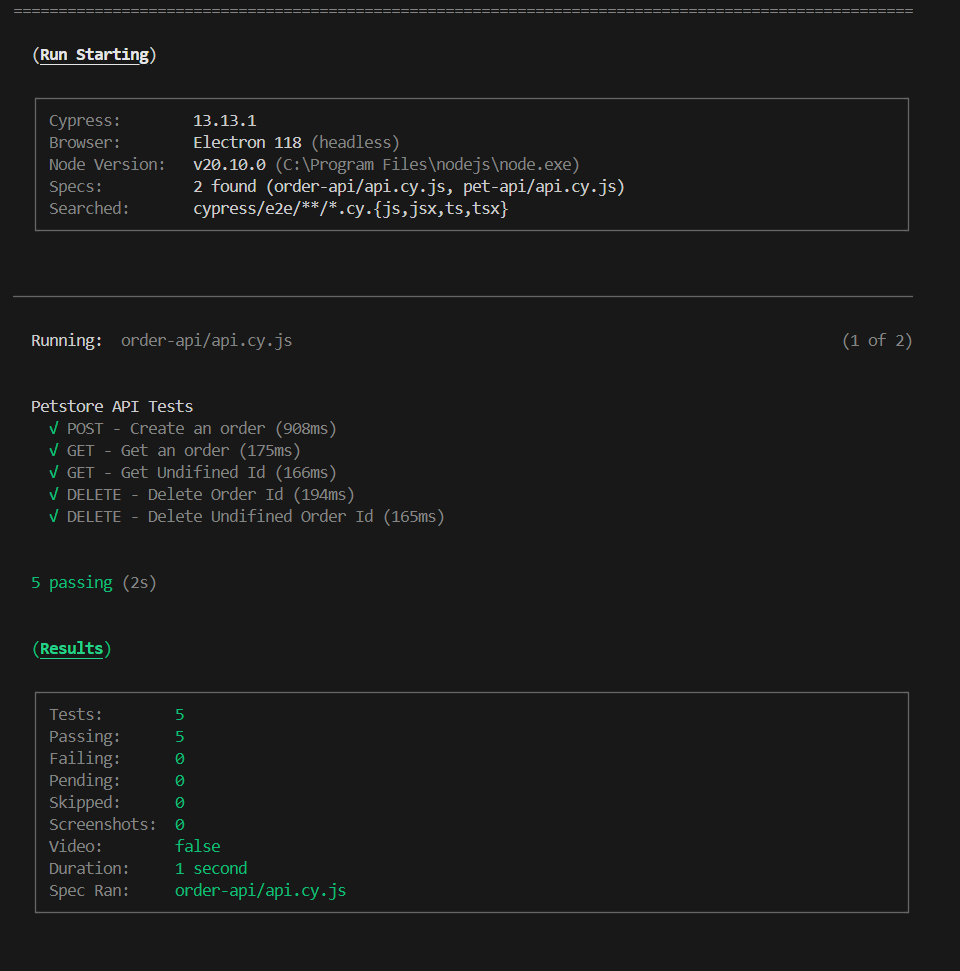 ====================================================================================================
(Run Starting)
Cypress: 13.13.1
Browser: Electron 118 (headless)
Node Version: v20.10.0 (C:\Program Files\nodejs\node.exe)
Specs: 2 found (order-api/api.cy.js, pet-api/api.cy.js)
Searched: cypress/e2e/**/*.cy.{js,jsx,ts,tsx}
Running: order-api/api.cy.js (1 of 2)
Petstore API Tests
√ POST - Create an order (908ms)
√ GET - Get an order (175ms)
√ GET - Get Undifined Id (166ms)
√ DELETE - Delete Order Id (194ms)
√ DELETE - Delete Undifined Order Id (165ms)
5 passing (2s)
(Results)
Tests: 5
Passing: 5
Failing: 0
Pending: 0
Skipped: 0
Screenshots: 0
Video: false
Duration: 1 second
Spec Ran: order-api/api.cy.js